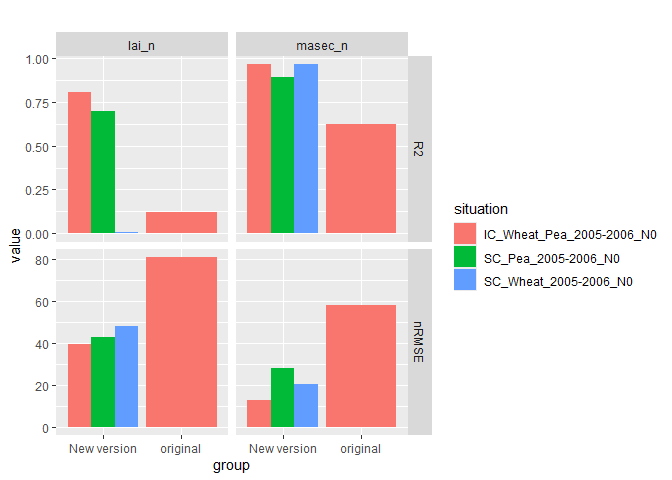 lai_n masec_n
1.00
0.75
0.50
0.25
0.00
R2
80
60
40
20
0
nRMSE
value
New version original New version original
group
situation
IC_Wheat_Pea_2005-2006_N0
SC_Pea_2005-2006_N0
SC_Wheat_2005-2006_N0